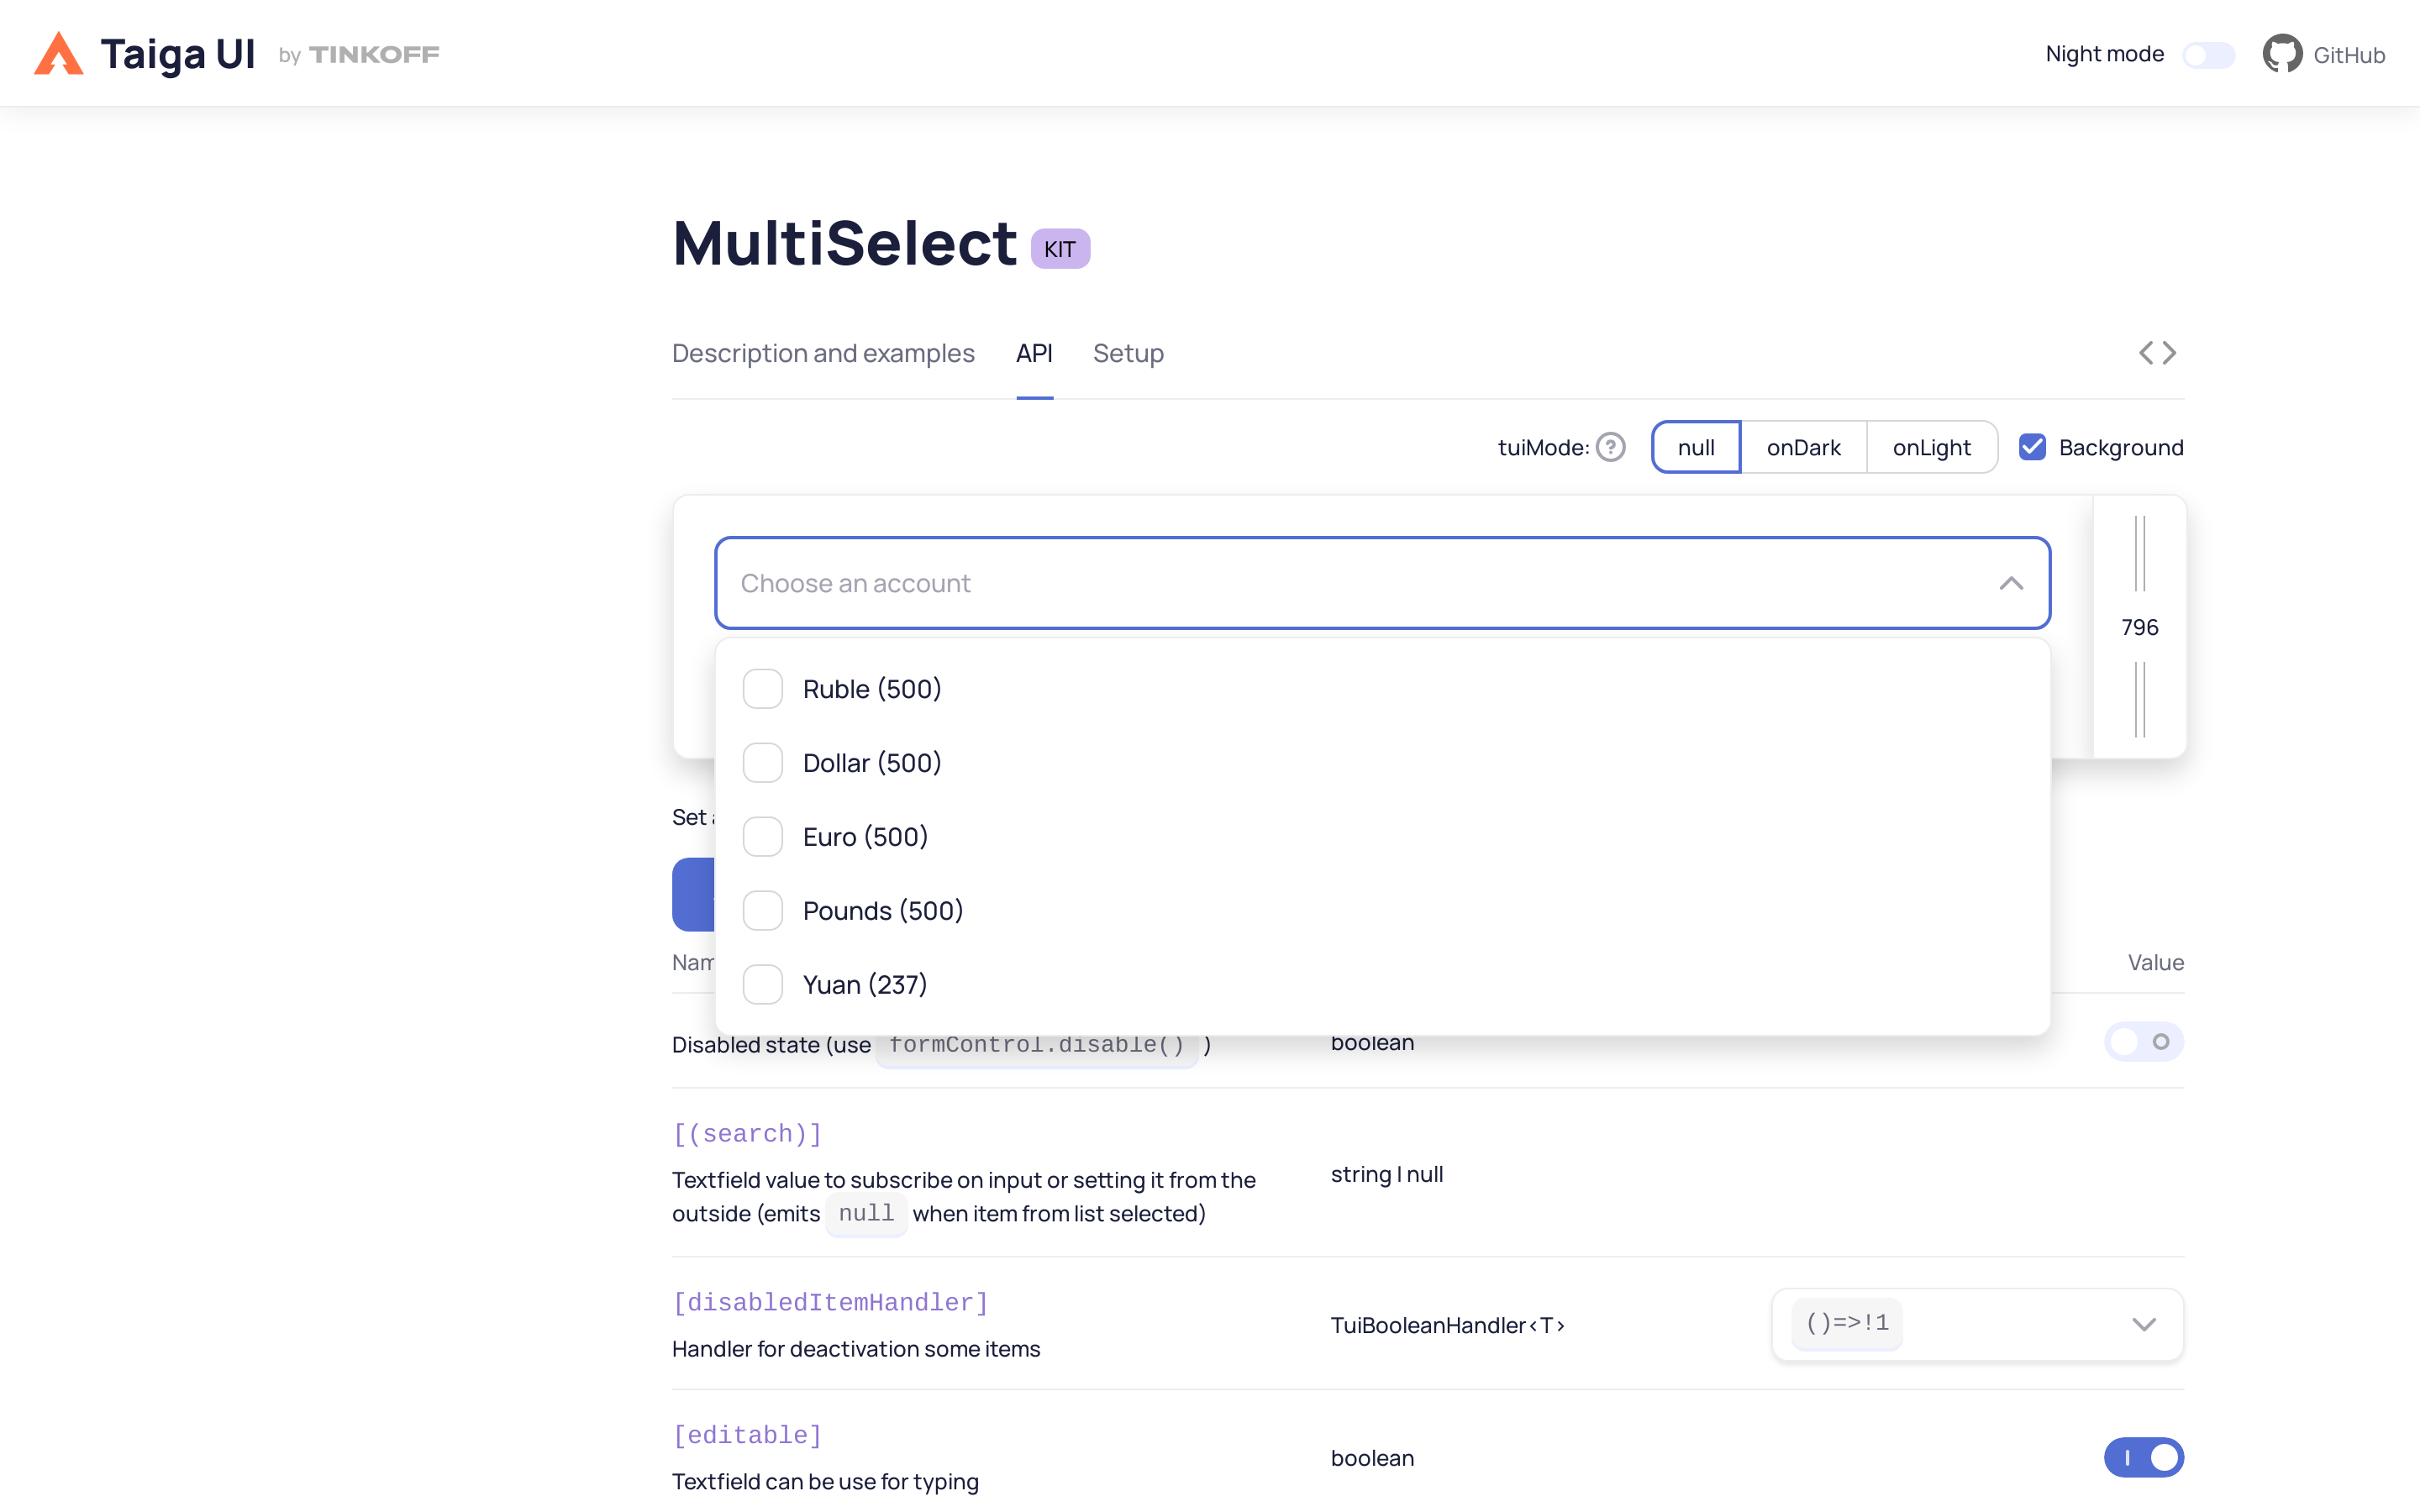 Taiga UI by TINKOFF
Night mode
GitHub
MultiSelect KIT
Description and examples
API
Setup
tuiMode:
null
onDark
onLight
Background
Choose an account
796
Ruble (500)
Dollar (500)
Euro (500)
Pounds (500)
Yuan (237)
Set
Value
Disabled state (use formControl.disable() )
boolean
[(search)]
Textfield value to subscribe on input or setting it from the
outside (emits null when item from list selected)
string | null
[disabledItemHandler]
Handler for deactivation some items
TuiBooleanHandler<T>
()=>!1
[editable]
Textfield can be use for typing
boolean